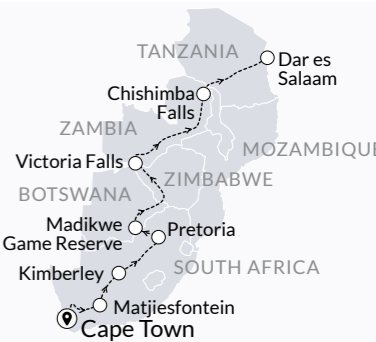 TANZANIA
Dar es
Salaam
Chishimba
Falls
ZAMBIA
MOZAMBIQUE
Victoria Falls
ZIMBABWE
BOTSWANA
Madikwe
Game Reserve
Pretoria
Kimberley
SOUTH AFRICA
Matjiesfontein
Cape Town